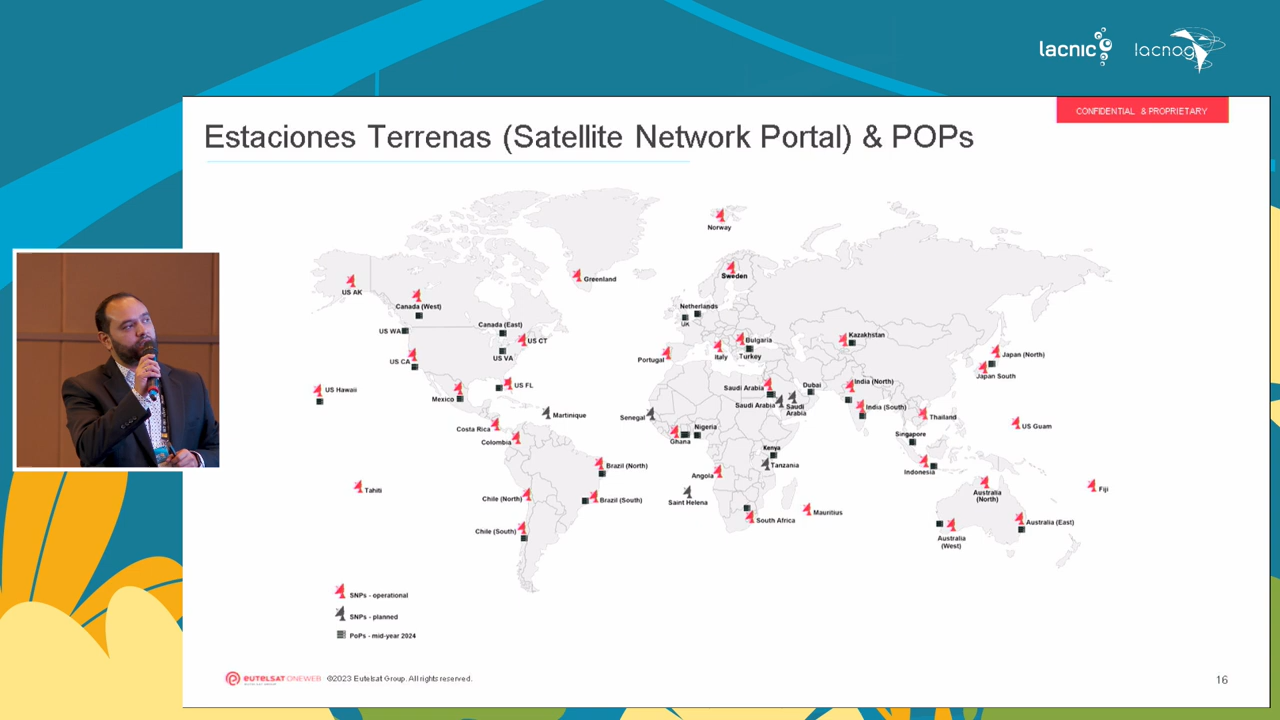 lacnic
lacnog
CONFIDENTIAL & PROPRIETARY
Estaciones Terrenas (Satellite Network Portal) & POPs
Norway
Sweden
Greenland
US AK
Canada (West)
Netherlands
UK
Canada (East)
US WA
US CT
US VA
US CA
Portugal
Italy
Bulgaria
Turkey
Kazakhstan
Japan (North)
Japan South
US Hawaii
Mexico
US FL
Saudi Arabia
Saudi Arabia
Saudi
Arabia
Dubai
India (North)
India (South)
Martinique
Senegal
Thailand
US Guam
Costa Rica
Colombia
Ghana
Nigeria
Singapore
Kenya
Tanzania
Indonesia
Brazil (North)
Angola
Tahiti
Chile (North)
Brazil (South)
Saint Helena
Mauritius
South Africa
Australia
(North)
Fiji
Chile (South)
Australia (East)
Australia
(West)
SNPs - operational
SNPs - planned
PoPs - mid-year 2024
eutelsat ONEWEB
©2023 Eutelsat Group. All rights reserved.
16